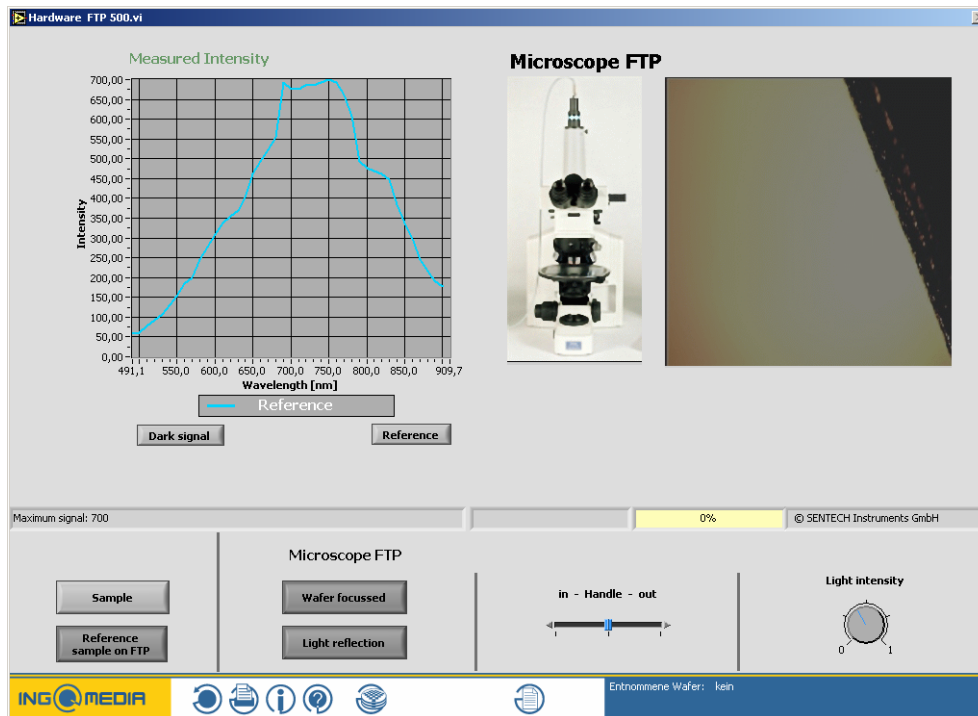 Hardware FTP 500.vi
Measured Intensity
Microscope FTP
700,00
650,00
600,00
550,00
500,00
450,00
400,00
350,00
300,00
250,00
200,00
150,00
100,00
50,00
0,00
Intensity
491,1 550,0 600,0 650,0 700,0 750,0 800,0 850,0 909,7
Wavelength [nm]
Reference
Dark signal
Reference
Maximum signal: 700
0%
© SENTECH Instruments GmbH
Microscope FTP
Sample
Wafer focussed
in - Handle - out
Light intensity
Reference
sample on FTP
Light reflection
0 1
ING MEDIA
Entnommene Wafer: kein